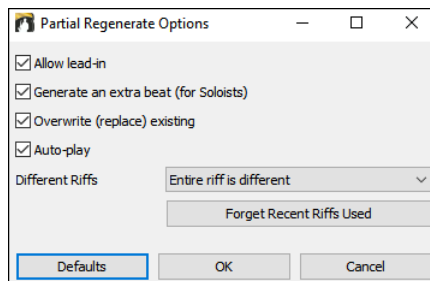 Partial Regenerate Options
Allow lead-in
Generate an extra beat (for Soloists)
Overwrite (replace) existing
Auto-play
Different Riffs Entire riff is different
Forget Recent Riffs Used
Defaults OK Cancel